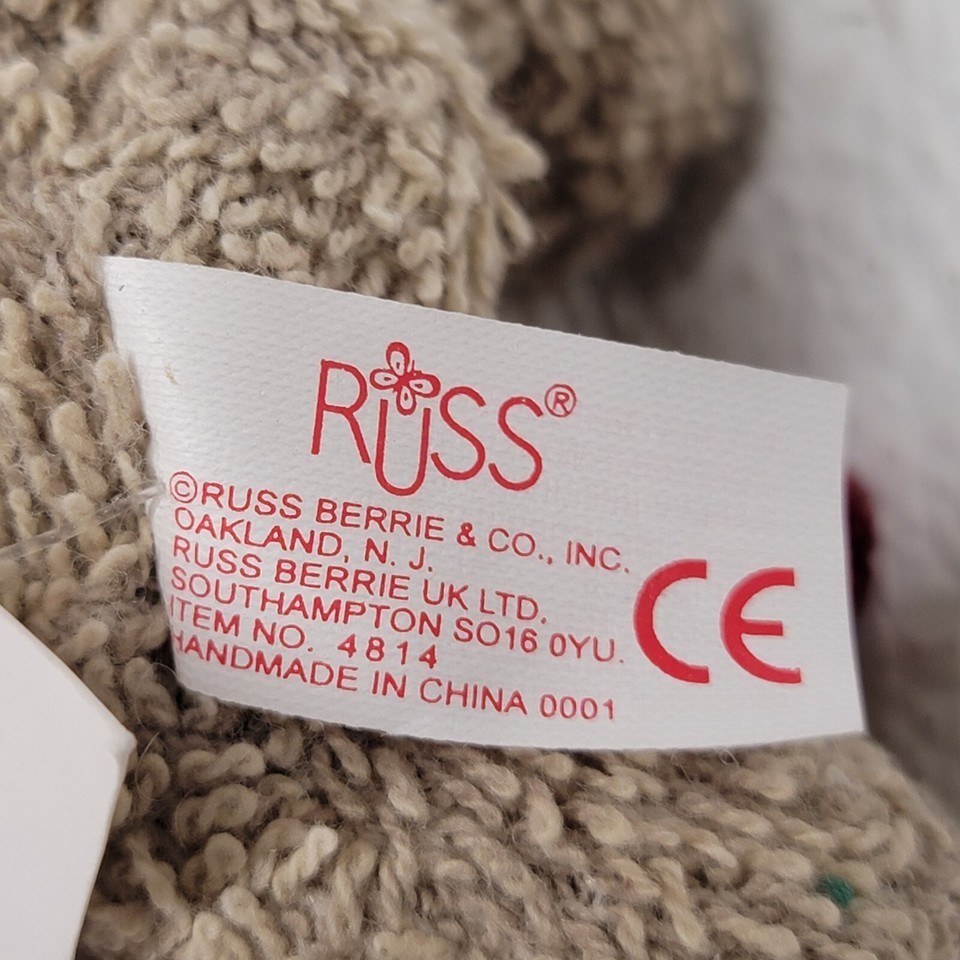 RUSS®
©RUSS BERRIE & CO., INC.
OAKLAND, N. J.
RUSS BERRIE UK LTD.
SOUTHAMPTON SO16 0YU.
ITEM NO. 4814
HANDMADE IN CHINA 0001
CE